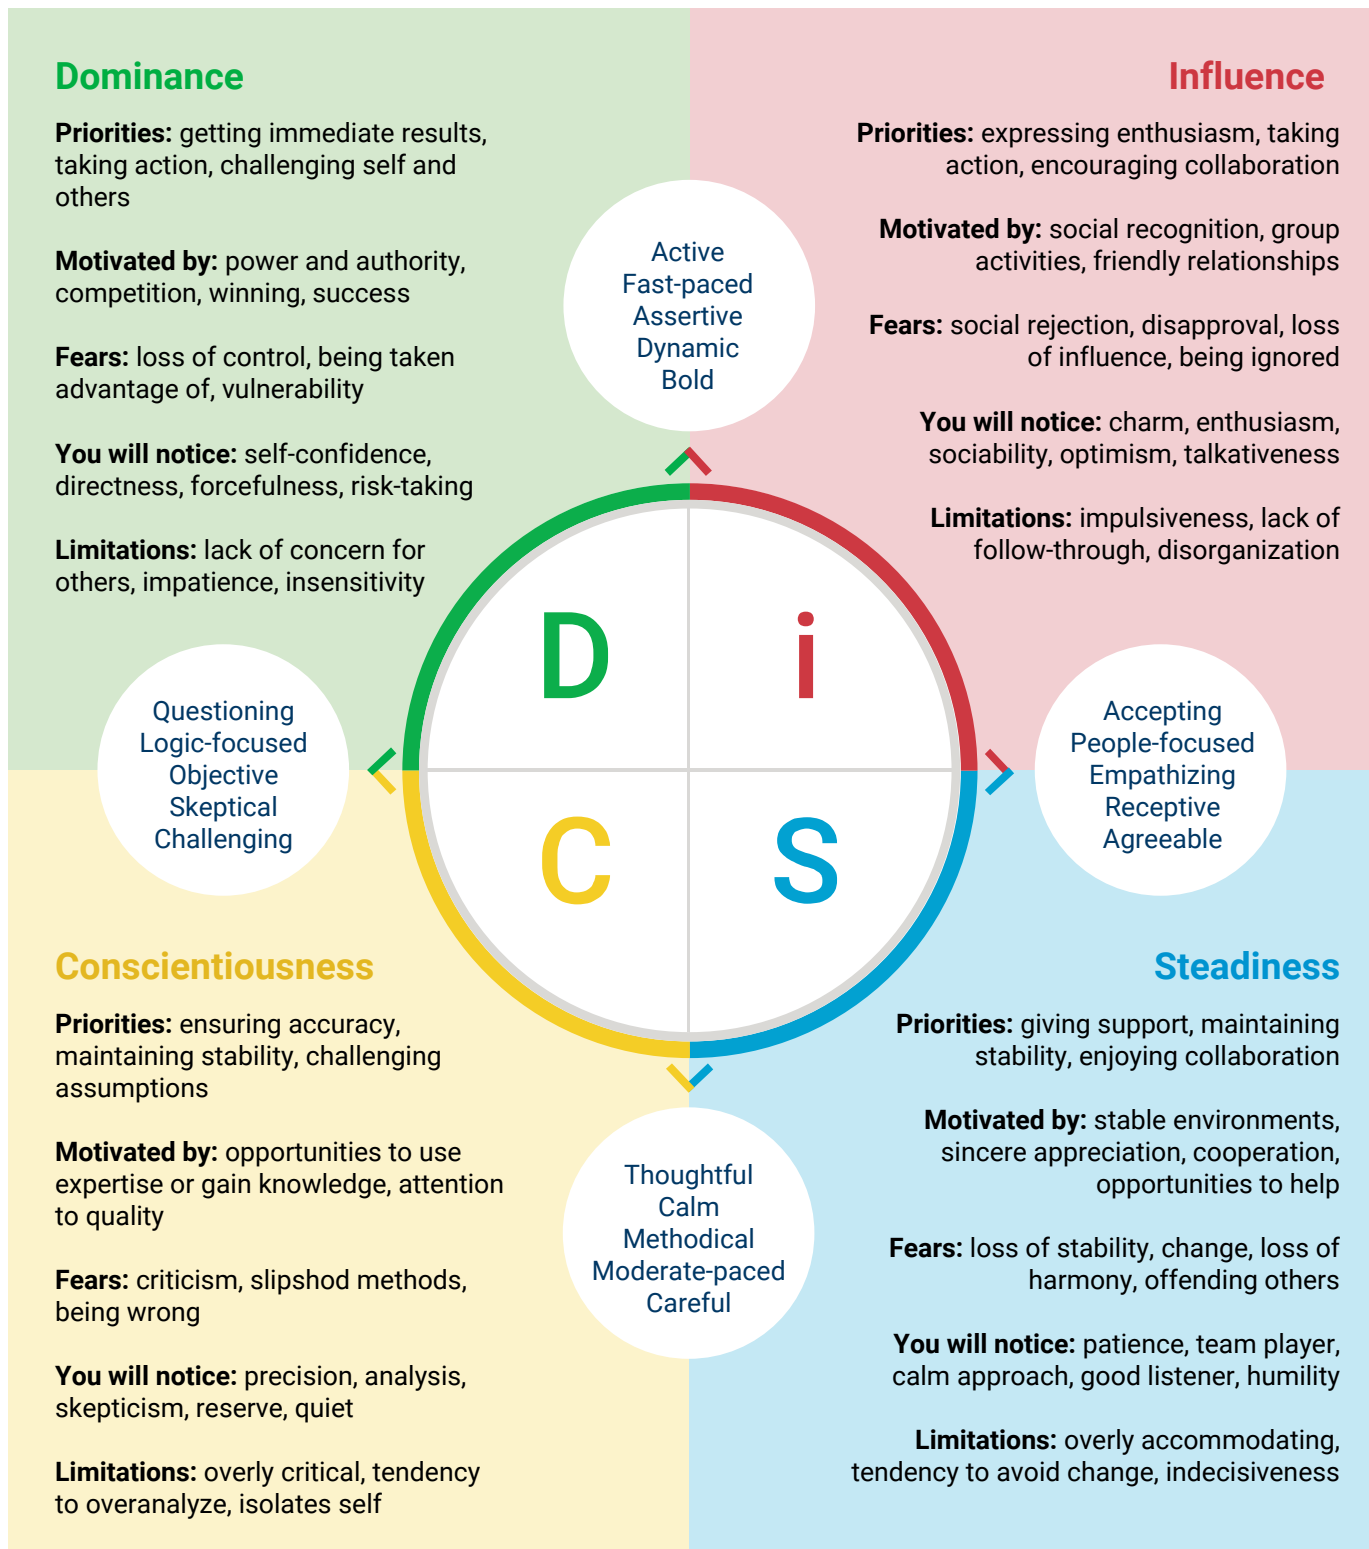 Dominance
Priorities: getting immediate results,
taking action, challenging self and
others
Motivated by: power and authority,
competition, winning, success
Fears: loss of control, being taken
advantage of, vulnerability
You will notice: self-confidence,
directness, forcefulness, risk-taking
Limitations: lack of concern for
others, impatience, insensitivity
Influence
Priorities: expressing enthusiasm, taking
action, encouraging collaboration
Motivated by: social recognition, group
activities, friendly relationships
Fears: social rejection, disapproval, loss
of influence, being ignored
You will notice: charm, enthusiasm,
sociability, optimism, talkativeness
Limitations: impulsiveness, lack of
follow-through, disorganization
Active
Fast-paced
Assertive
Dynamic
Bold
D
i
Questioning
Logic-focused
Objective
Skeptical
Challenging
Accepting
People-focused
Empathizing
Receptive
Agreeable
C
S
Conscientiousness
Priorities: ensuring accuracy,
maintaining stability, challenging
assumptions
Motivated by: opportunities to use
expertise or gain knowledge, attention
to quality
Fears: criticism, slipshod methods,
being wrong
You will notice: precision, analysis,
skepticism, reserve, quiet
Limitations: overly critical, tendency
to overanalyze, isolates self
Thoughtful
Calm
Methodical
Moderate-paced
Careful
Steadiness
Priorities: giving support, maintaining
stability, enjoying collaboration
Motivated by: stable environments,
sincere appreciation, cooperation,
opportunities to help
Fears: loss of stability, change, loss of
harmony, offending others
You will notice: patience, team player,
calm approach, good listener, humility
Limitations: overly accommodating,
tendency to avoid change, indecisiveness